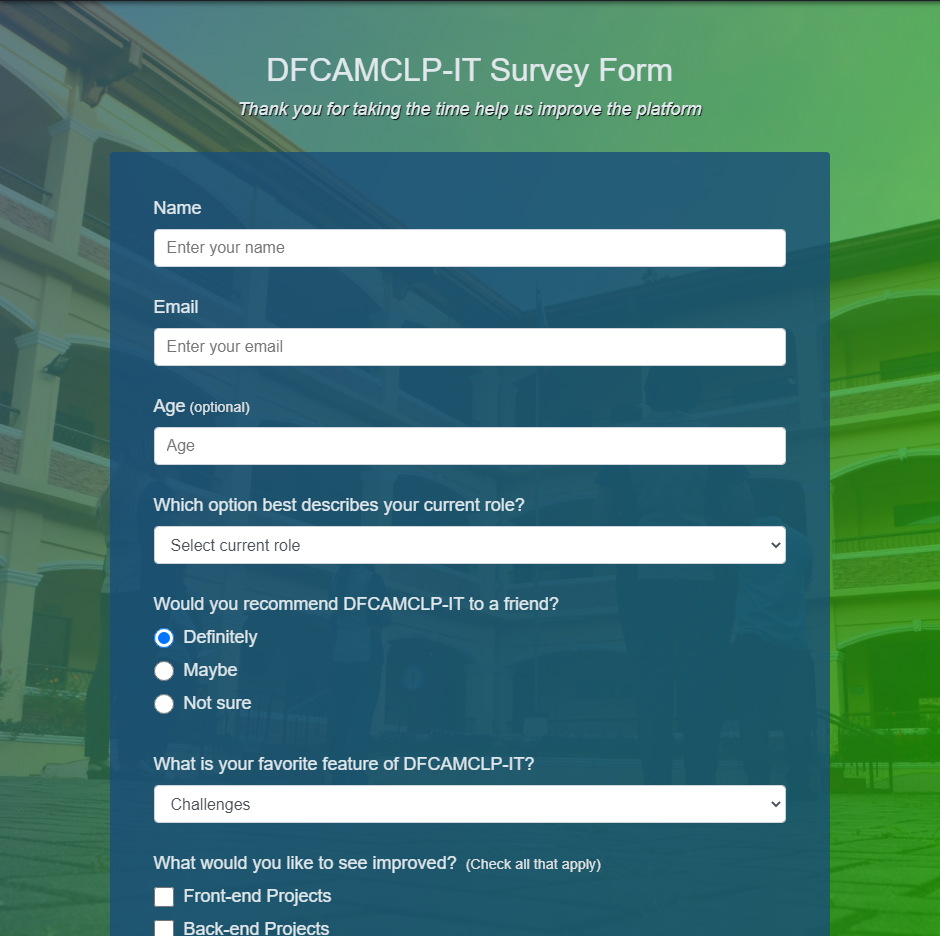 DFCAMCLP-IT Survey Form
Thank you for taking the time help us improve the platform
Name
Enter your name
Email
Enter your email
Age (optional)
Age
Which option best describes your current role?
Select current role
Would you recommend DFCAMCLP-IT to a friend?
Definitely
Maybe
Not sure
What is your favorite feature of DFCAMCLP-IT?
Challenges
What would you like to see improved? (Check all that apply)
Front-end Projects
Back-end Projects